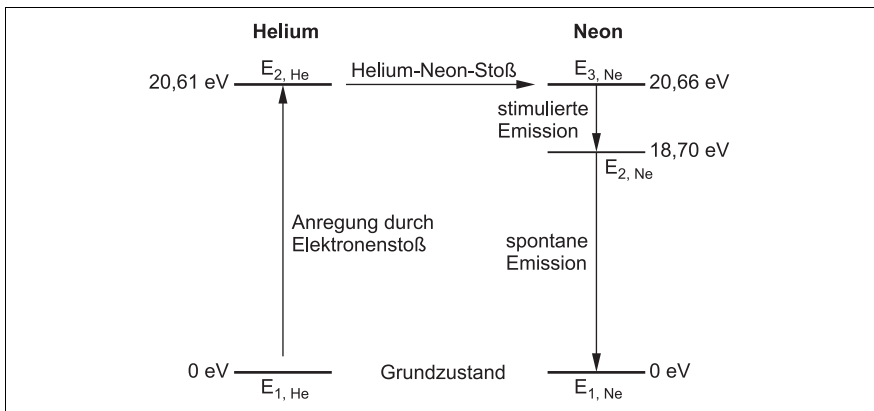 Helium
Neon
E2, He
20,61 eV
Helium-Neon-Stoß
E3, Ne
20,66 eV
stimulierte
Emission
18,70 eV
E2, Ne
Anregung durch
Elektronenstoß
spontane
Emission
0 eV
E1, He
Grundzustand
0 eV
E1, Ne